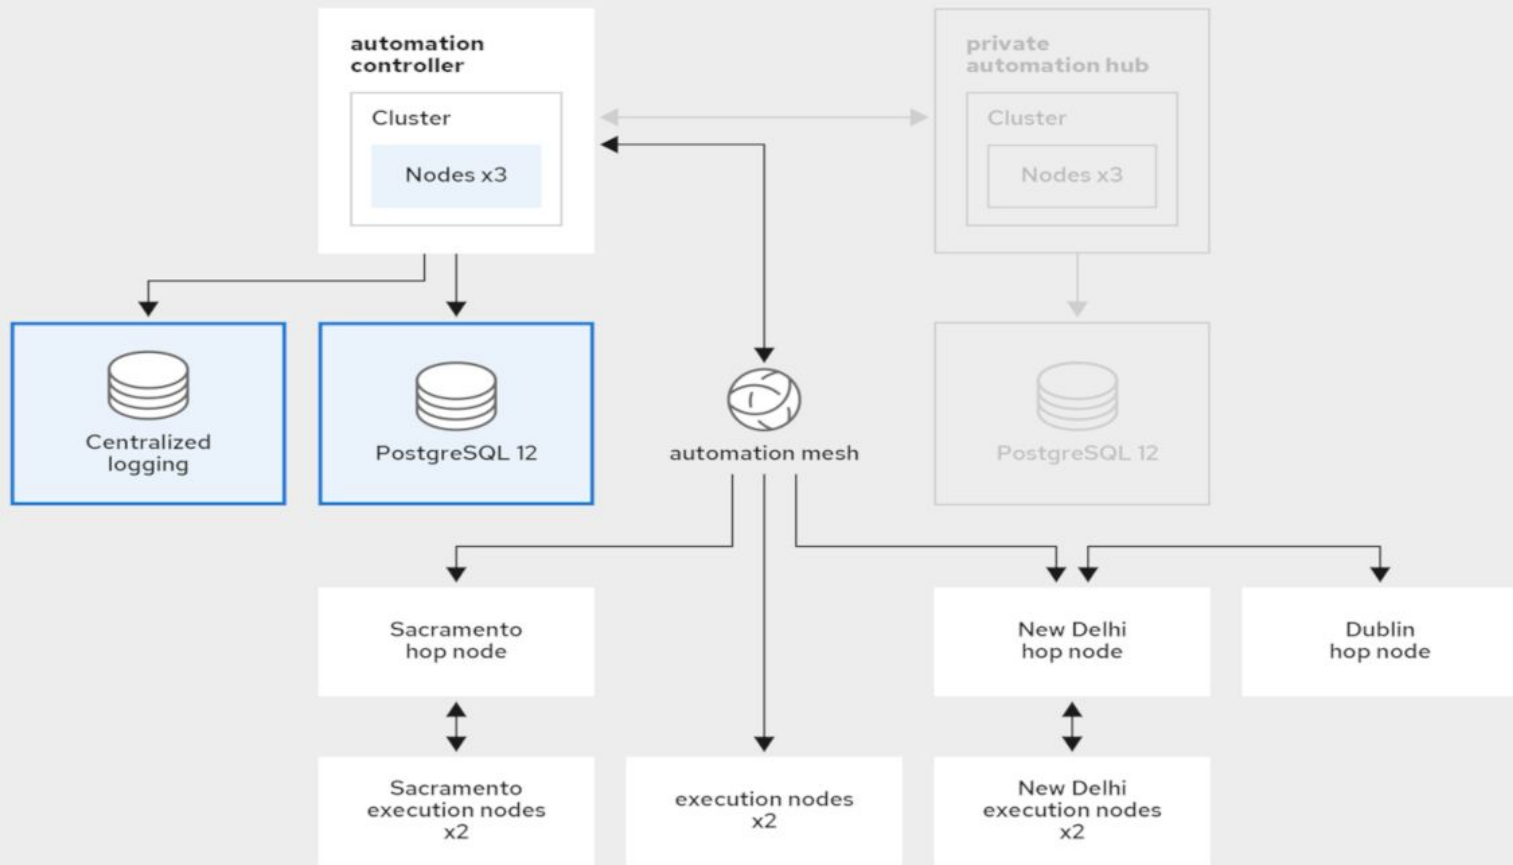 automation
controller
Cluster
Nodes x3
private
automation hub
Cluster
Nodes x3
Centralized
logging
PostgreSQL 12
automation mesh
PostgreSQL 12
Sacramento
hop node
New Delhi
hop node
Dublin
hop node
Sacramento
execution nodes
x2
execution nodes
x2
New Delhi
execution nodes
x2